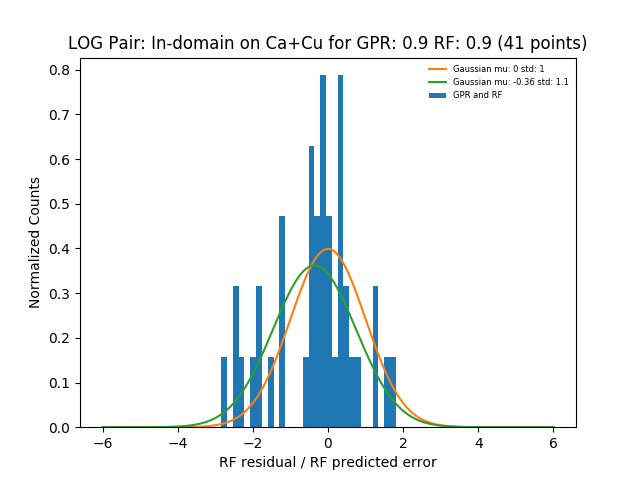 LOG Pair: In-domain on Ca+Cu for GPR: 0.9 RF: 0.9 (41 points)
Gaussian mu: 0 std: 1
Gaussian mu: -0.36 std: 1.1
GPR and RF
0.8
0.7
0.6
0.5
0.4
0.3
0.2
0.1
0.0
Normalized Counts
−6 −4 −2 0 2 4 6
RF residual / RF predicted error